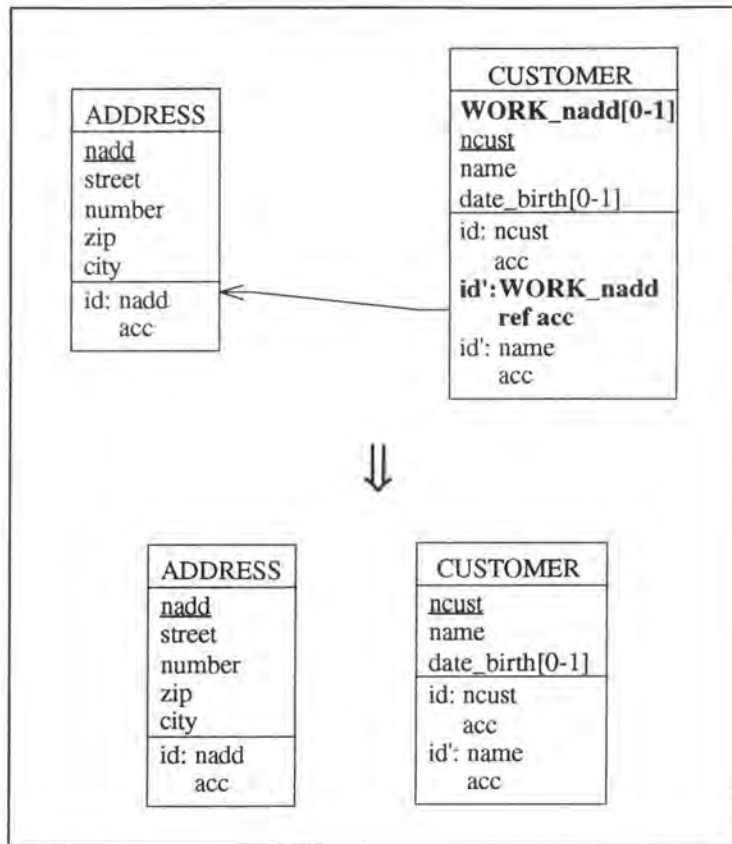 ADDRESS
nadd
street
number
zip
city
id: nadd
acc
CUSTOMER
WORK_nadd[0-1]
ncust
name
date_birth[0-1]
id: ncust
acc
id':WORK_nadd
ref acc
id': name
acc
⇓
ADDRESS
nadd
street
number
zip
city
id: nadd
acc
CUSTOMER
ncust
name
date_birth[0-1]
id: ncust
acc
id': name
acc